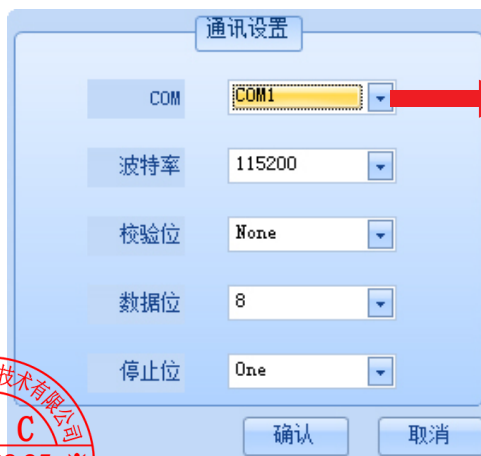 通讯设置
COM COM1
波特率 115200
校验位 None
数据位 8
停止位 One
确认 取消
技术有限公司
C